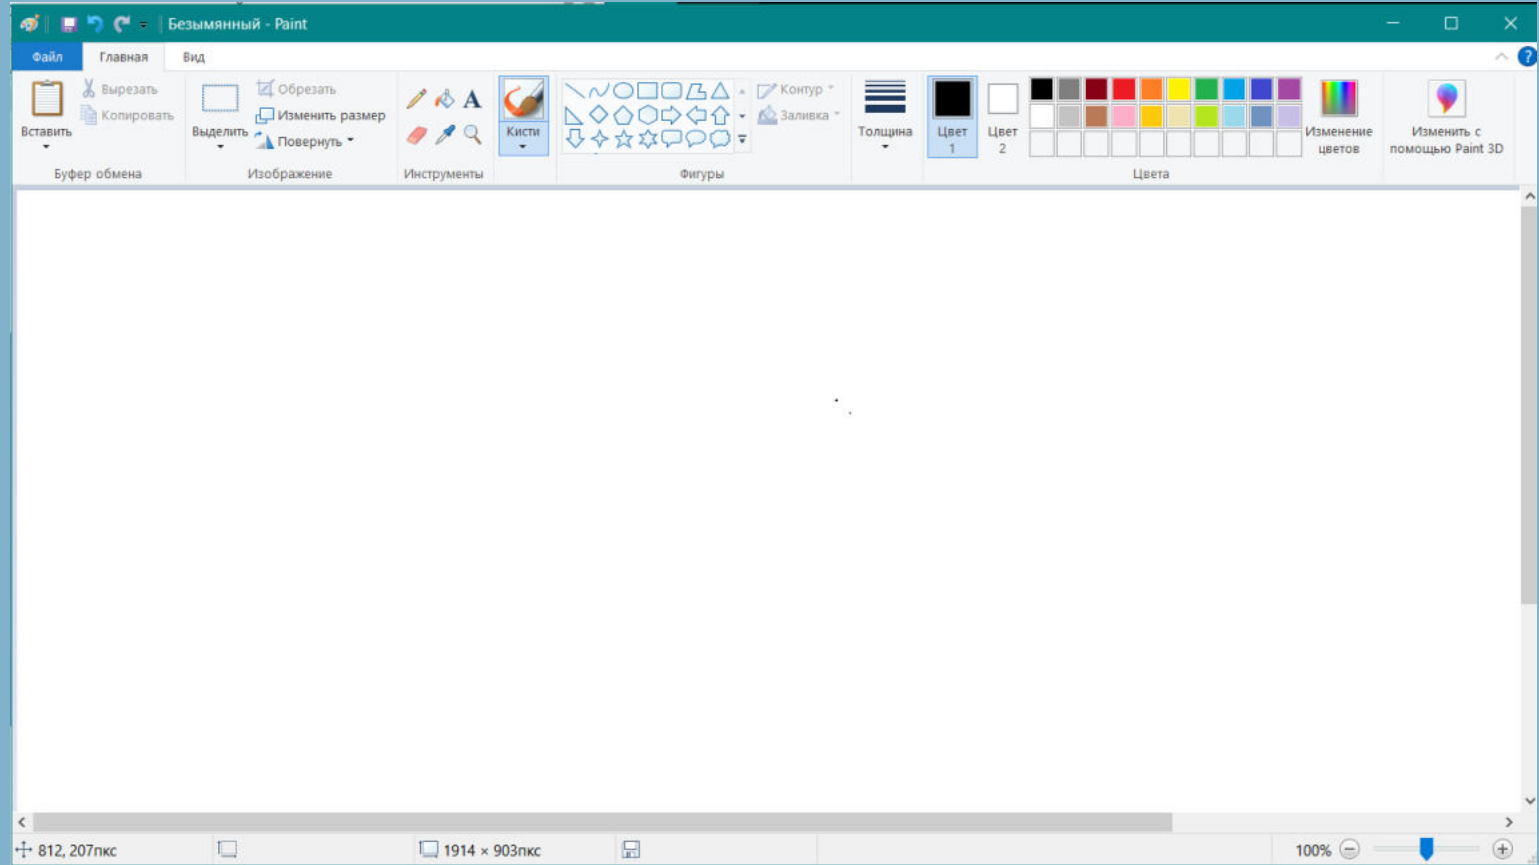 Безымянный - Paint
Файл Главная Вид
?
Вставить
Вырезать
Копировать
Буфер обмена
Выделить
Обрезать
Изменить размер
Повернуть
Изображение
A
Инструменты
Кисти
Контур
Заливка
Фигуры
Толщина
Цвет
1
Цвет
2
Изменение
цветов
Цвета
Изменить с
помощью Paint 3D
812, 207пкс
1914 × 903пкс
100%